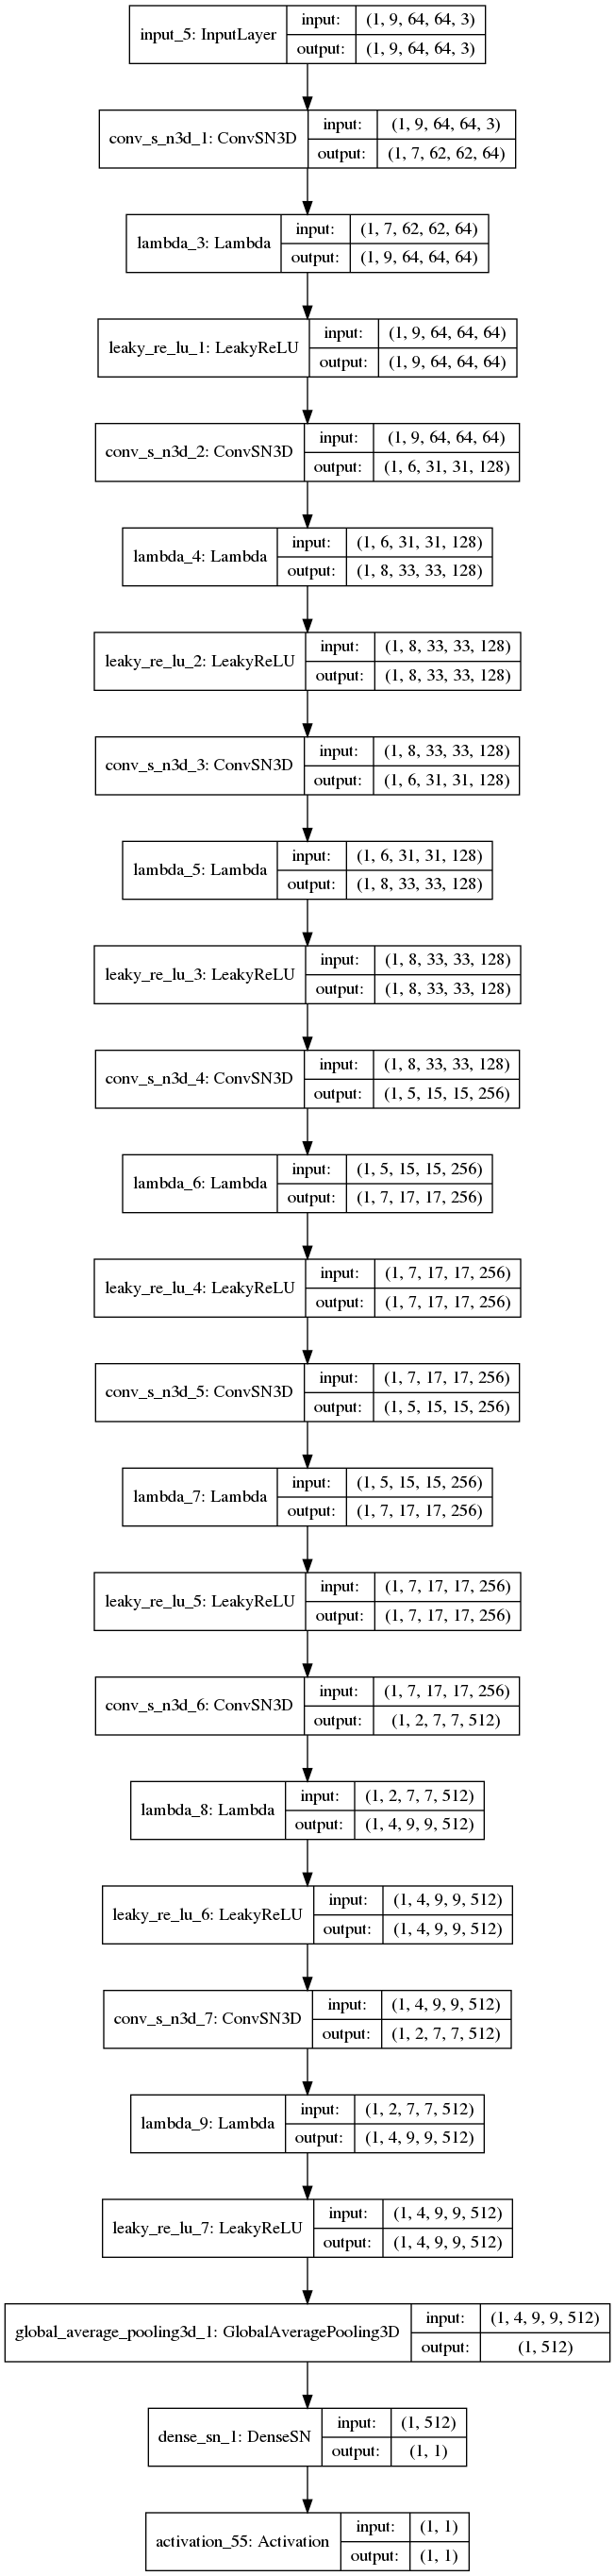 input_5: InputLayer
input: (1, 9, 64, 64, 3)
output: (1, 9, 64, 64, 3)
conv_s_n3d_1: ConvSN3D
input: (1, 9, 64, 64, 3)
output: (1, 7, 62, 62, 64)
lambda_3: Lambda
input: (1, 7, 62, 62, 64)
output: (1, 9, 64, 64, 64)
leaky_re_lu_1: LeakyReLU
input: (1, 9, 64, 64, 64)
output: (1, 9, 64, 64, 64)
conv_s_n3d_2: ConvSN3D
input: (1, 9, 64, 64, 64)
output: (1, 6, 31, 31, 128)
lambda_4: Lambda
input: (1, 6, 31, 31, 128)
output: (1, 8, 33, 33, 128)
leaky_re_lu_2: LeakyReLU
input: (1, 8, 33, 33, 128)
output: (1, 8, 33, 33, 128)
conv_s_n3d_3: ConvSN3D
input: (1, 8, 33, 33, 128)
output: (1, 6, 31, 31, 128)
lambda_5: Lambda
input: (1, 6, 31, 31, 128)
output: (1, 8, 33, 33, 128)
leaky_re_lu_3: LeakyReLU
input: (1, 8, 33, 33, 128)
output: (1, 8, 33, 33, 128)
conv_s_n3d_4: ConvSN3D
input: (1, 8, 33, 33, 128)
output: (1, 5, 15, 15, 256)
lambda_6: Lambda
input: (1, 5, 15, 15, 256)
output: (1, 7, 17, 17, 256)
leaky_re_lu_4: LeakyReLU
input: (1, 7, 17, 17, 256)
output: (1, 7, 17, 17, 256)
conv_s_n3d_5: ConvSN3D
input: (1, 7, 17, 17, 256)
output: (1, 5, 15, 15, 256)
lambda_7: Lambda
input: (1, 5, 15, 15, 256)
output: (1, 7, 17, 17, 256)
leaky_re_lu_5: LeakyReLU
input: (1, 7, 17, 17, 256)
output: (1, 7, 17, 17, 256)
conv_s_n3d_6: ConvSN3D
input: (1, 7, 17, 17, 256)
output: (1, 2, 7, 7, 512)
lambda_8: Lambda
input: (1, 2, 7, 7, 512)
output: (1, 4, 9, 9, 512)
leaky_re_lu_6: LeakyReLU
input: (1, 4, 9, 9, 512)
output: (1, 4, 9, 9, 512)
conv_s_n3d_7: ConvSN3D
input: (1, 4, 9, 9, 512)
output: (1, 2, 7, 7, 512)
lambda_9: Lambda
input: (1, 2, 7, 7, 512)
output: (1, 4, 9, 9, 512)
leaky_re_lu_7: LeakyReLU
input: (1, 4, 9, 9, 512)
output: (1, 4, 9, 9, 512)
global_average_pooling3d_1: GlobalAveragePooling3D
input: (1, 4, 9, 9, 512)
output: (1, 512)
dense_sn_1: DenseSN
input: (1, 512)
output: (1, 1)
activation_55: Activation
input: (1, 1)
output: (1, 1)